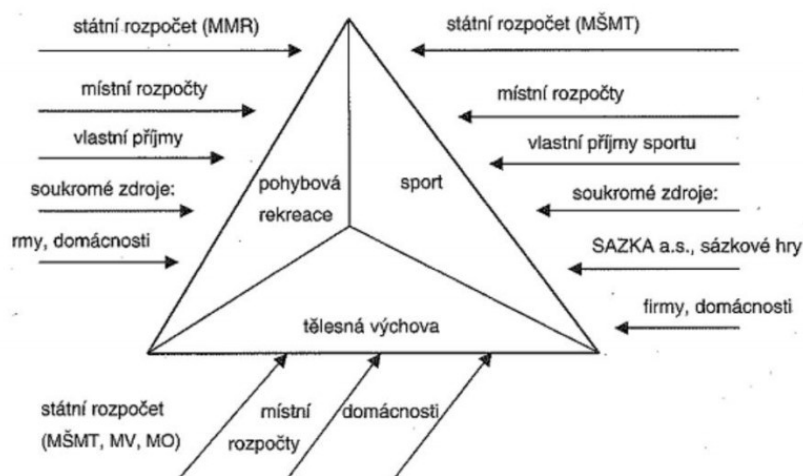 státní rozpočet (MMR)
místní rozpočty
vlastní příjmy
soukromé zdroje:
rmy, domácnosti
pohybová
rekreace
sport
tělesná výchova
státní rozpočet (MŠMT)
místní rozpočty
vlastní příjmy sportu
soukromé zdroje:
SAZKA a.s., sázkové hry
firmy, domácnosti
státní rozpočet
(MŠMT, MV, MO)
místní
rozpočty
domácnosti